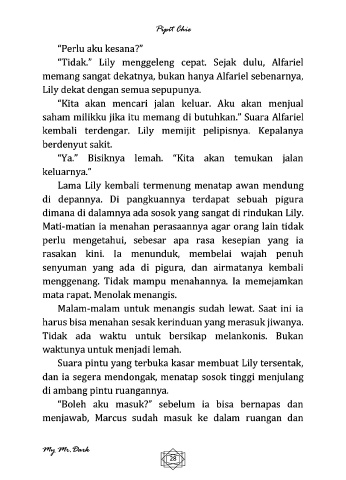 Pipit Chie
“Perlu aku kesana?”
“Tidak.” Lily menggeleng cepat. Sejak dulu, Alfariel
memang sangat dekatnya, bukan hanya Alfariel sebenarnya,
Lily dekat dengan semua sepupunya.
“Kita akan mencari jalan keluar. Aku akan menjual
saham milikku jika itu memang di butuhkan.” Suara Alfariel
kembali terdengar. Lily memijit pelipisnya. Kepalanya
berdenyut sakit.
“Ya.” Bisiknya lemah. “Kita akan temukan jalan
keluarnya.”
Lama Lily kembali termenung menatap awan mendung
di depannya. Di pangkuannya terdapat sebuah pigura
dimana di dalamnya ada sosok yang sangat di rindukan Lily.
Mati-matian ia menahan perasaannya agar orang lain tidak
perlu mengetahui, sebesar apa rasa kesepian yang ia
rasakan kini. Ia menunduk, membelai wajah penuh
senyuman yang ada di pigura, dan airmatanya kembali
menggenang. Tidak mampu menahannya. Ia memejamkan
mata rapat. Menolak menangis.
Malam-malam untuk menangis sudah lewat. Saat ini ia
harus bisa menahan sesak kerinduan yang merasuk jiwanya.
Tidak ada waktu untuk bersikap melankonis. Bukan
waktunya untuk menjadi lemah.
Suara pintu yang terbuka kasar membuat Lily tersentak,
dan ia segera mendongak, menatap sosok tinggi menjulang
di ambang pintu ruangannya.
“Boleh aku masuk?” sebelum ia bisa bernapas dan
menjawab, Marcus sudah masuk ke dalam ruangan dan
My Mr. Dark
28